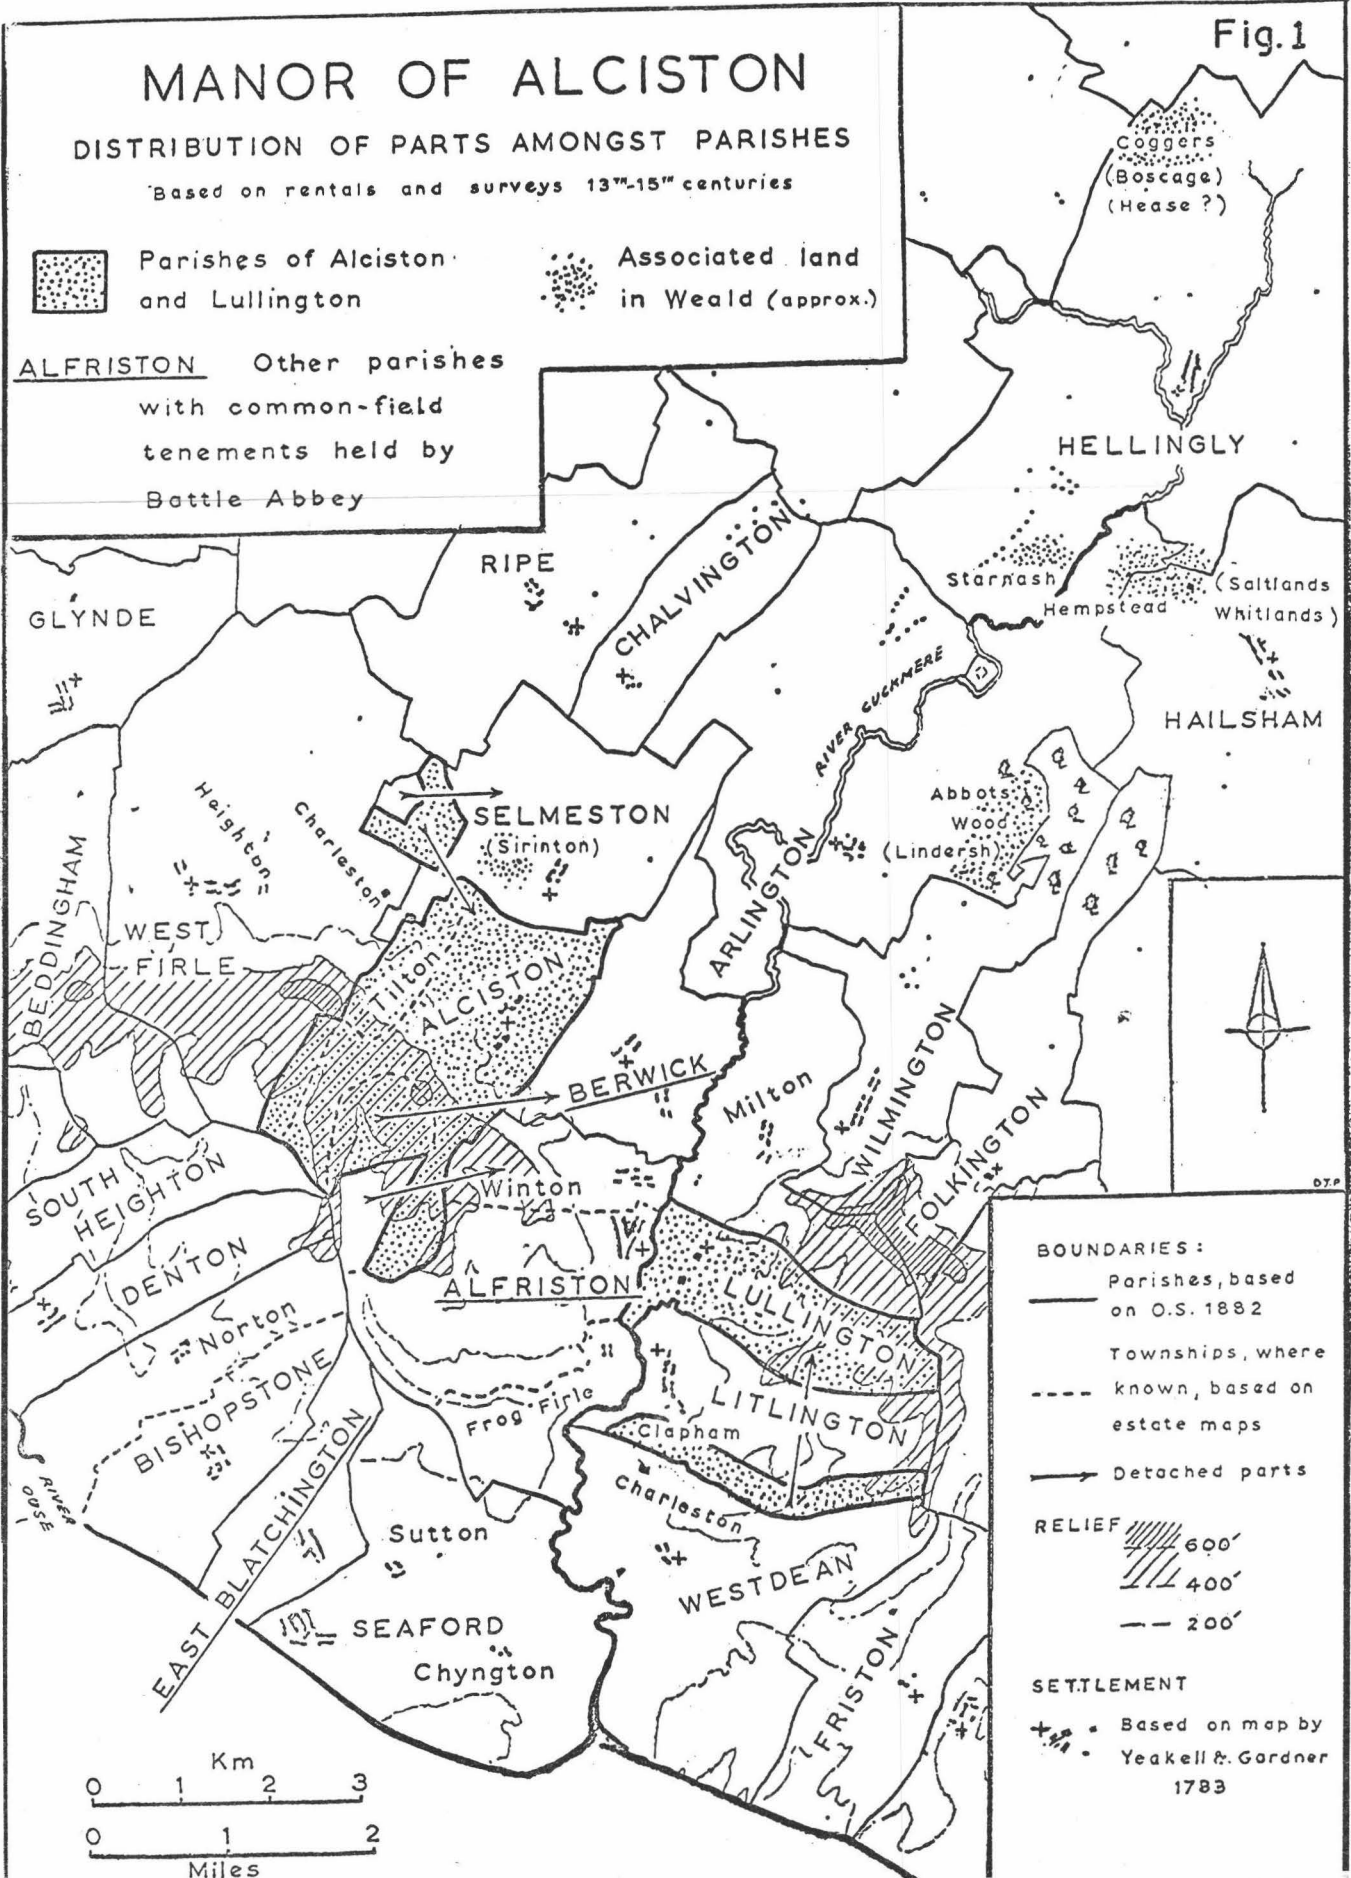 Fig.1
MANOR OF ALCISTON
DISTRIBUTION OF PARTS AMONGST PARISHES
Based on rentals and surveys 13TH-15TH centuries
Parishes of Alciston
and Lullington
Associated land
in Weald (approx.)
ALFRISTON Other parishes
with common-field
tenements held by
Battle Abbey
Coggers
(Boscage)
(Hease ?)
HELLINGLY
RIPE
CHALVINGTON
Starnash
Hempstead
(Saltlands
Whitlands)
GLYNDE
RIVER CUCKMERE
HAILSHAM
Heighton
Charleston
SELMESTON
(Sirinton)
Abbots
Wood
(Lindersh)
ARLINGTON
BEDDINGHAM
WEST
FIRLE
Tilton
ALCISTON
BERWICK
Milton
WILMINGTON
FOLKINGTON
SOUTH
HEIGHTON
Winton
DENTON
ALFRISTON
LULLINGTON
Norton
BISHOPSTONE
Frog Firle
LITLINGTON
Clapham
EAST BLATCHINGTON
Charleston
RIVER
OUSE
Sutton
WESTDEAN
SEAFORD
Chyngton
FRISTON
D.T.P
BOUNDARIES:
Parishes, based
on O.S. 1882
Townships, where
known, based on
estate maps
Detached parts
RELIEF
600'
400'
200'
SETTLEMENT
Based on map by
Yeakell & Gardner
1783
Km
0 1 2 3
0 1 2
Miles